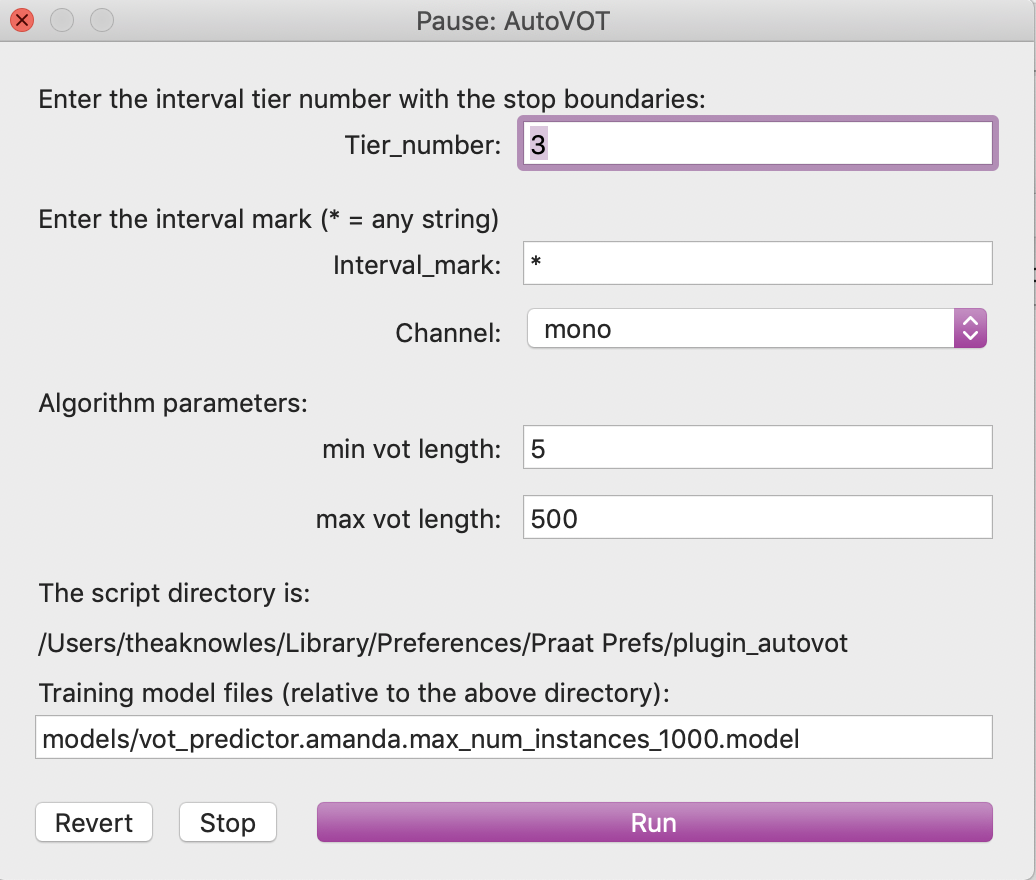 Pause: AutoVOT
Enter the interval tier number with the stop boundaries:
Tier_number: 3
Enter the interval mark (* = any string)
Interval_mark: *
Channel: mono
Algorithm parameters:
min vot length: 5
max vot length: 500
The script directory is:
/Users/theaknowles/Library/Preferences/Praat Prefs/plugin_autovot
Training model files (relative to the above directory):
models/vot_predictor.amanda.max_num_instances_1000.model
Revert Stop Run